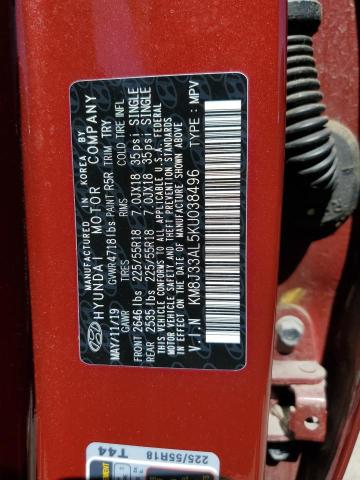 MANUFACTURED IN KOREA BY
HYUNDAI MOTOR COMPANY
MAY/11/19 GVWR 4718 lbs PAINT R5R TRIM TRY
GAWR TIRES RIMS COLD TIRE INFL
FRONT 2646 lbs 225/55R18 7.0JX18 35psi SINGLE
REAR 2535 lbs 225/55R18 7.0JX18 35psi SINGLE
THIS VEHICLE CONFORMS TO ALL APPLICABLE U.S.A. FEDERAL
MOTOR VEHICLE SAFETY AND THEFT PREVENTION STANDARDS
IN EFFECT ON THE DATE OF MANUFACTURE SHOWN ABOVE.
V.I.N KM8J33AL5KU038496 TYPE : MPV
225/55R18
T44